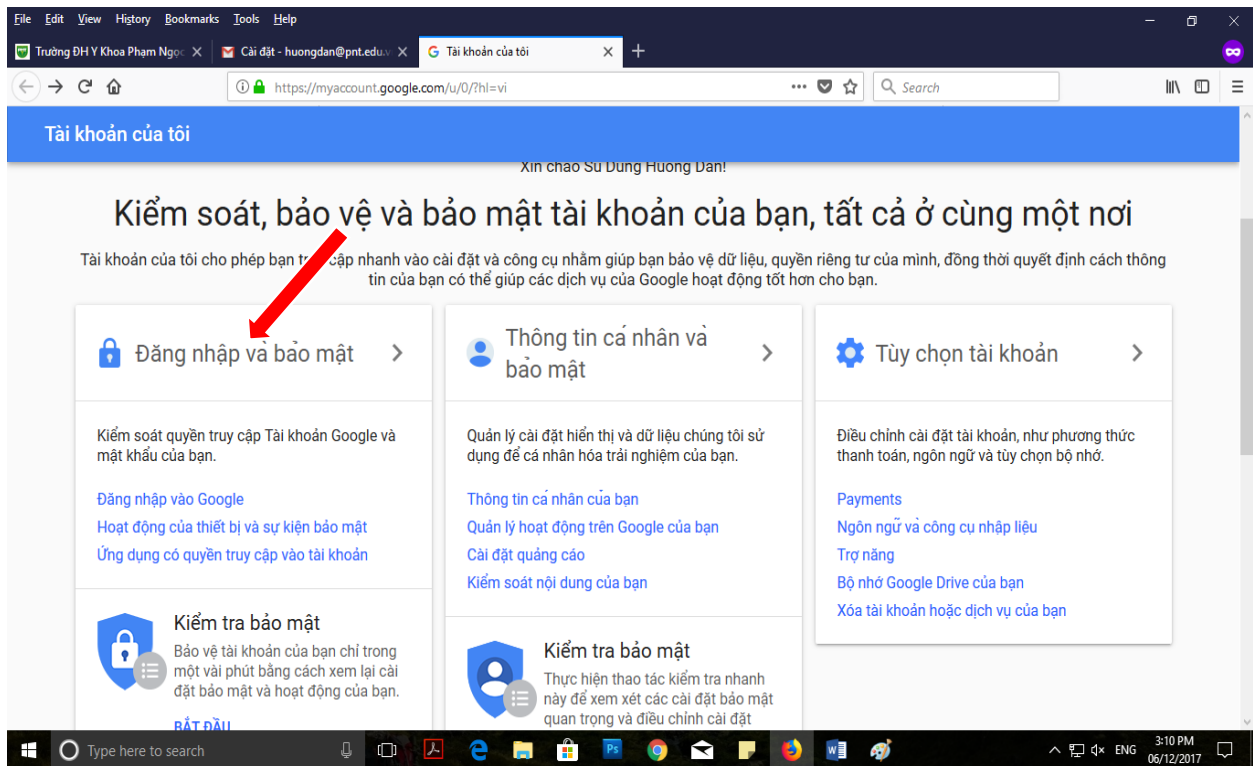 File Edit View History Bookmarks Tools Help
Trường ĐH Y Khoa Phạm Ngọc
Cài đặt - huongdan@pnt.edu.v
Tài khoản của tôi
https://myaccount.google.com/u/0/?hl=vi
Search
Tài khoản của tôi
Xin chào Sử Dụng Hướng Dẫn!
Kiểm soát, bảo vệ và bảo mật tài khoản của bạn, tất cả ở cùng một nơi
Tài khoản của tôi cho phép bạn truy cập nhanh vào cài đặt và công cụ nhằm giúp bạn bảo vệ dữ liệu, quyền riêng tư của mình, đồng thời quyết định cách thông
tin của bạn có thể giúp các dịch vụ của Google hoạt động tốt hơn cho bạn.
Đăng nhập và bảo mật
Kiểm soát quyền truy cập Tài khoản Google và
mật khẩu của bạn.
Đăng nhập vào Google
Hoạt động của thiết bị và sự kiện bảo mật
Ứng dụng có quyền truy cập vào tài khoản
Kiểm tra bảo mật
Bảo vệ tài khoản của bạn chỉ trong
một vài phút bằng cách xem lại cài
đặt bảo mật và hoạt động của bạn.
BẮT ĐẦU
Thông tin cá nhân và
bảo mật
Quản lý cài đặt hiển thị và dữ liệu chúng tôi sử
dụng để cá nhân hóa trải nghiệm của bạn.
Thông tin cá nhân của bạn
Quản lý hoạt động trên Google của bạn
Cài đặt quảng cáo
Kiểm soát nội dung của bạn
Kiểm tra bảo mật
Thực hiện thao tác kiểm tra nhanh
này để xem xét các cài đặt bảo mật
quan trọng và điều chỉnh cài đặt
Tùy chọn tài khoản
Điều chỉnh cài đặt tài khoản, như phương thức
thanh toán, ngôn ngữ và tùy chọn bộ nhớ.
Payments
Ngôn ngữ và công cụ nhập liệu
Trợ năng
Bộ nhớ Google Drive của bạn
Xóa tài khoản hoặc dịch vụ của bạn
Type here to search
Ps
ENG
3:10 PM
06/12/2017